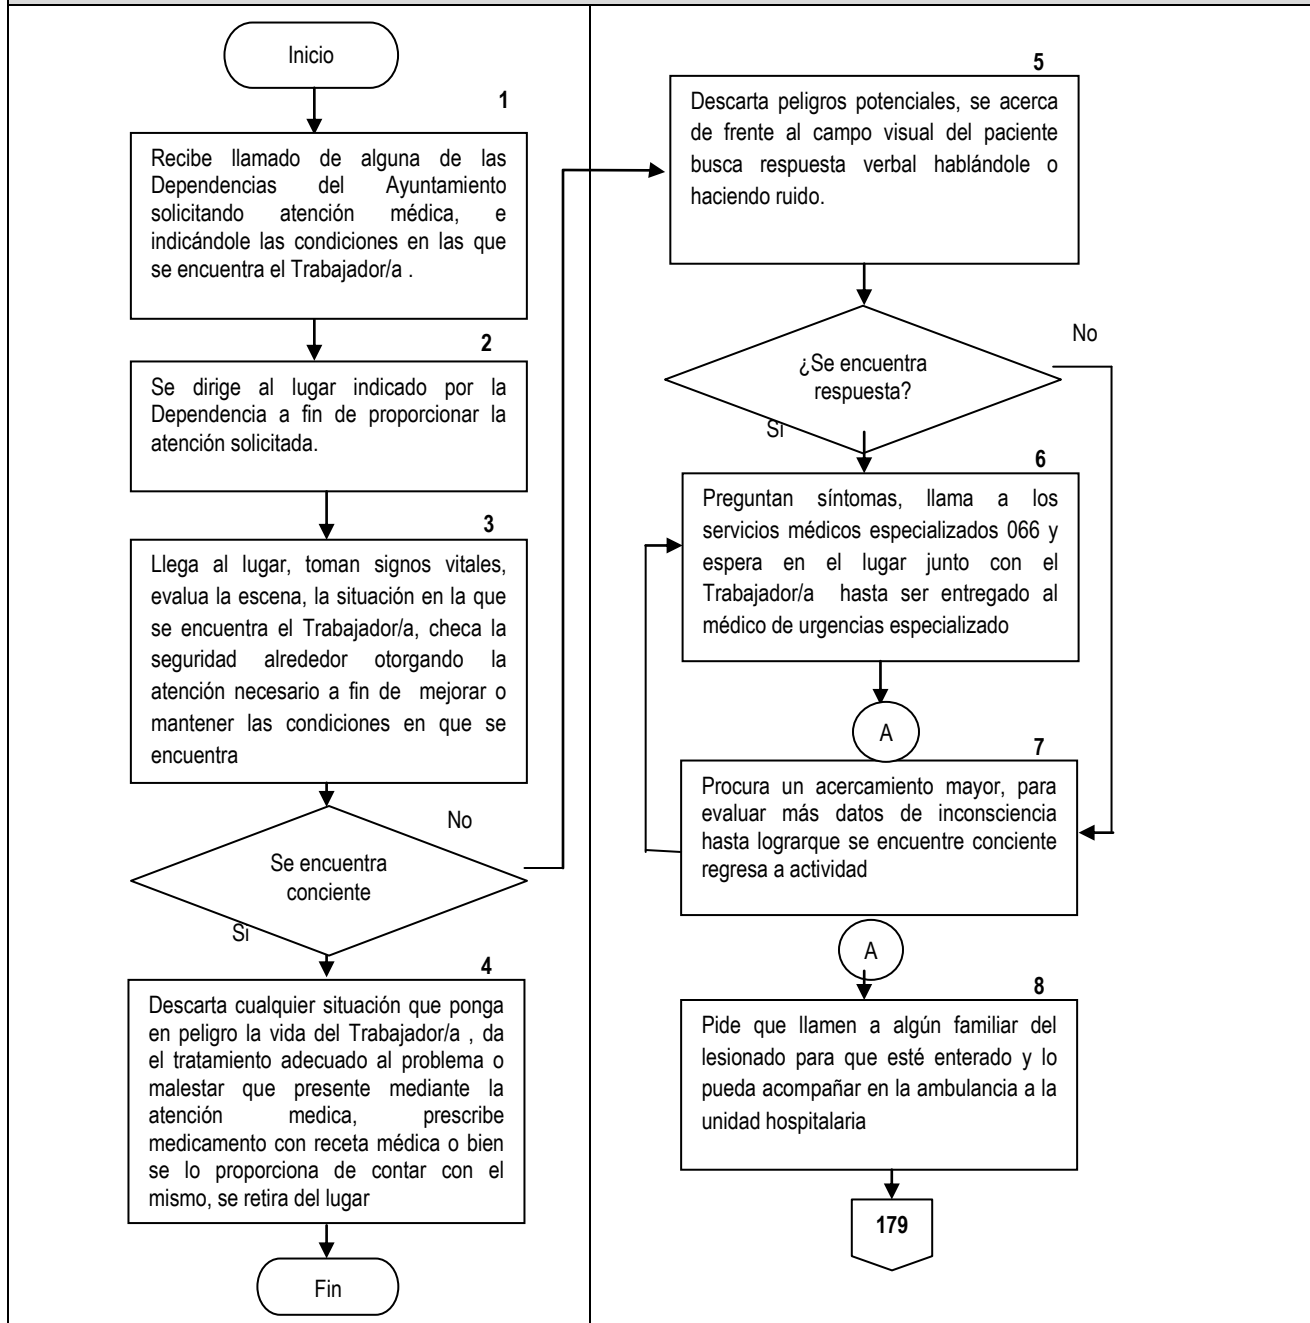 Inicio
1
Recibe llamado de alguna de las
Dependencias del Ayuntamiento
solicitando atención médica, e
indicándole las condiciones en las que
se encuentra el Trabajador/a .
2
Se dirige al lugar indicado por la
Dependencia a fin de proporcionar la
atención solicitada.
3
Llega al lugar, toman signos vitales,
evalua la escena, la situación en la que
se encuentra el Trabajador/a, checa la
seguridad alrededor otorgando la
atención necesario a fin de mejorar o
mantener las condiciones en que se
encuentra
No
Se encuentra
conciente
Si
4
Descarta cualquier situación que ponga
en peligro la vida del Trabajador/a , da
el tratamiento adecuado al problema o
malestar que presente mediante la
atención medica, prescribe
medicamento con receta médica o bien
se lo proporciona de contar con el
mismo, se retira del lugar
Fin
5
Descarta peligros potenciales, se acerca
de frente al campo visual del paciente
busca respuesta verbal hablándole o
haciendo ruido.
No
¿Se encuentra
respuesta?
Si
6
Preguntan síntomas, llama a los
servicios médicos especializados 066 y
espera en el lugar junto con el
Trabajador/a hasta ser entregado al
médico de urgencias especializado
A
7
Procura un acercamiento mayor, para
evaluar más datos de inconsciencia
hasta lograrque se encuentre conciente
regresa a actividad
A
8
Pide que llamen a algún familiar del
lesionado para que esté enterado y lo
pueda acompañar en la ambulancia a la
unidad hospitalaria
179